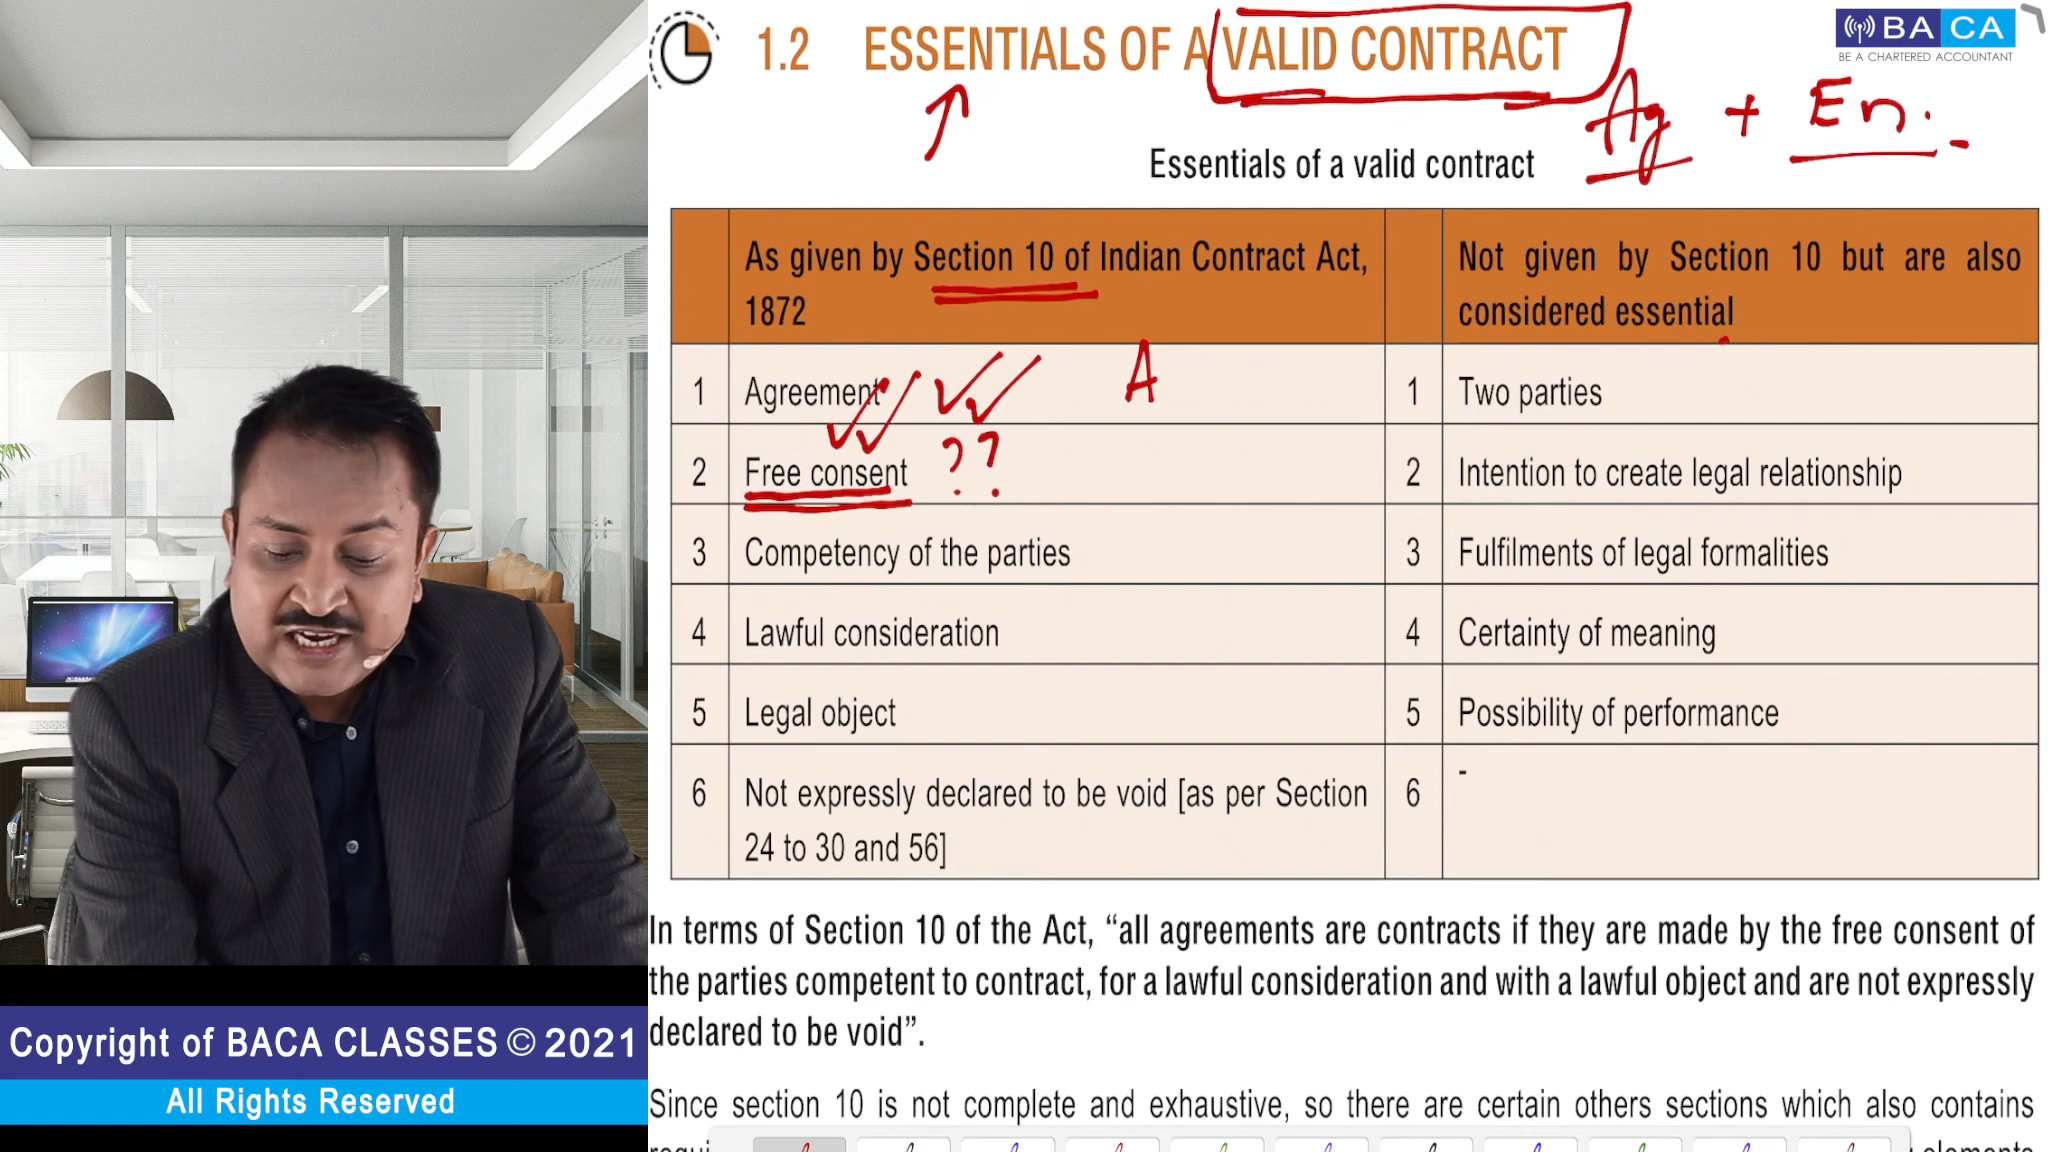 1.2 ESSENTIALS OF A VALID CONTRACT
BACA
BE A CHARTERED ACCOUNTANT
Ag + En.
Essentials of a valid contract
As given by Section 10 of Indian Contract Act, 1872
Not given by Section 10 but are also considered essential
1 Agreement A 1 Two parties
2 Free consent ?? 2 Intention to create legal relationship
3 Competency of the parties 3 Fulfilments of legal formalities
4 Lawful consideration 4 Certainty of meaning
5 Legal object 5 Possibility of performance
6 Not expressly declared to be void [as per Section 24 to 30 and 56] 6 -
In terms of Section 10 of the Act, “all agreements are contracts if they are made by the free consent of
the parties competent to contract, for a lawful consideration and with a lawful object and are not expressly
declared to be void”.
Since section 10 is not complete and exhaustive, so there are certain others sections which also contains
elements
Copyright of BACA CLASSES © 2021
All Rights Reserved